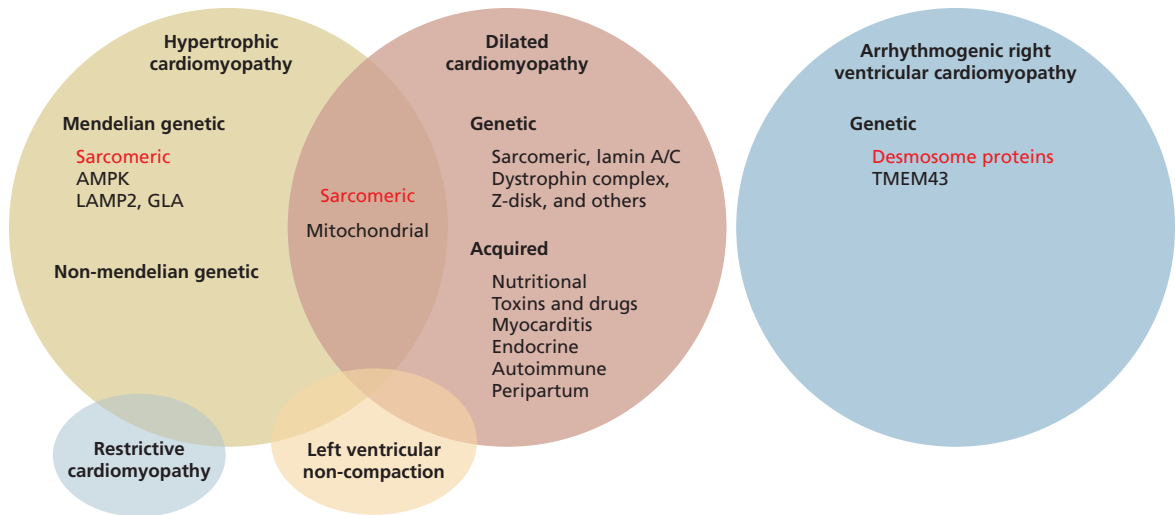 Hypertrophic
cardiomyopathy
Mendelian genetic
Sarcomeric
AMPK
LAMP2, GLA
Non-mendelian genetic
Sarcomeric
Mitochondrial
Dilated
cardiomyopathy
Genetic
Sarcomeric, lamin A/C
Dystrophin complex,
Z-disk, and others
Acquired
Nutritional
Toxins and drugs
Myocarditis
Endocrine
Autoimmune
Peripartum
Restrictive
cardiomyopathy
Left ventricular
non-compaction
Arrhythmogenic right
ventricular cardiomyopathy
Genetic
Desmosome proteins
TMEM43